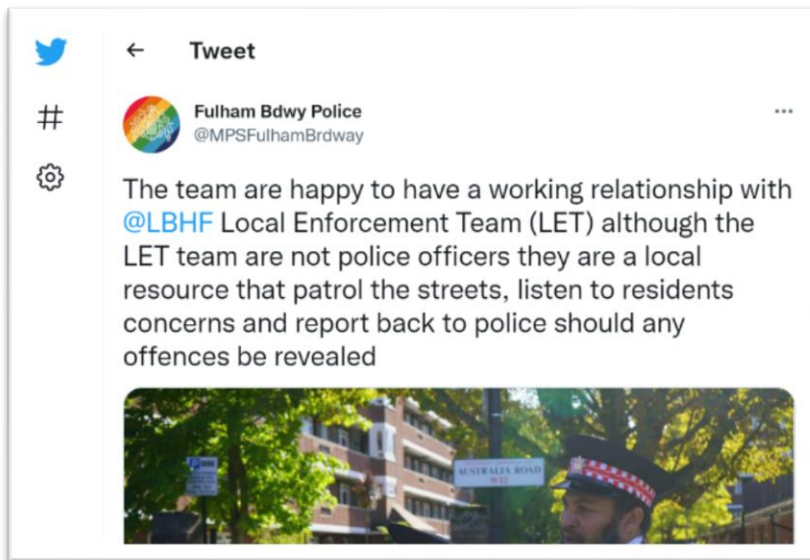 Tweet
Fulham Bdwy Police
@MPSFulhamBrdway
The team are happy to have a working relationship with
@LBHF Local Enforcement Team (LET) although the
LET team are not police officers they are a local
resource that patrol the streets, listen to residents
concerns and report back to police should any
offences be revealed
AUSTRALIA ROAD
W12